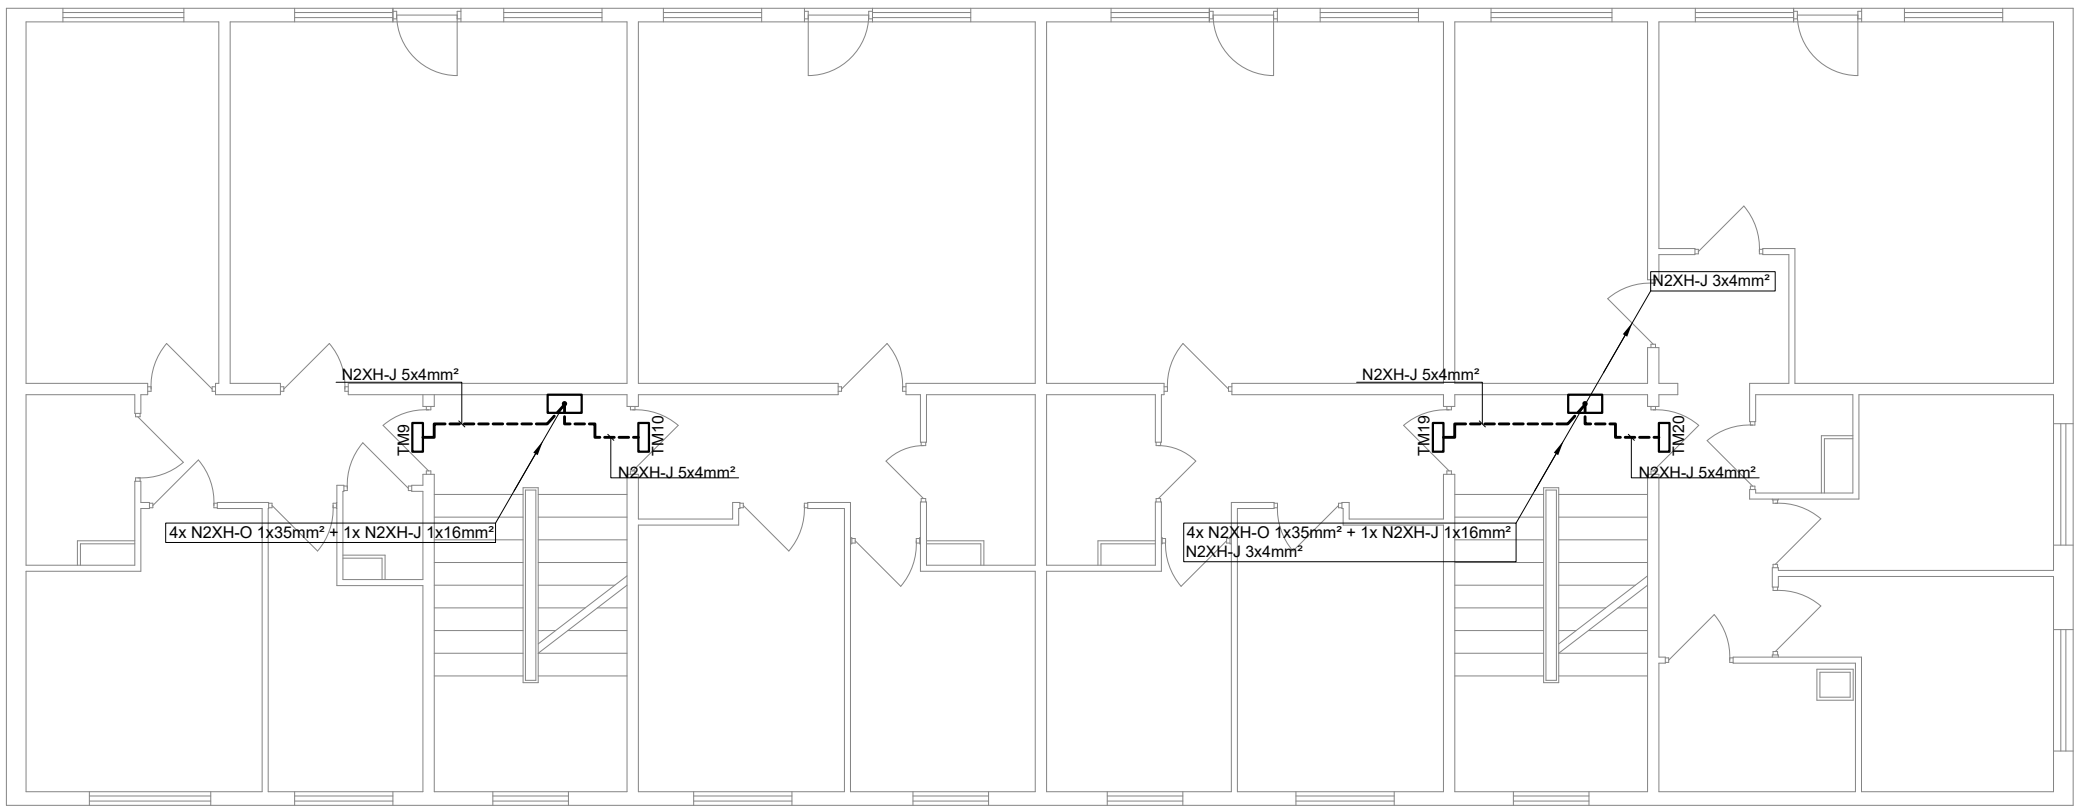 N2XH-J 3x4mm²
N2XH-J 5x4mm²
N2XH-J 5x4mm²
TM9
TM10
TM19
TM20
N2XH-J 5x4mm²
N2XH-J 5x4mm²
4x N2XH-O 1x35mm² + 1x N2XH-J 1x16mm²
4x N2XH-O 1x35mm² + 1x N2XH-J 1x16mm²
N2XH-J 3x4mm²